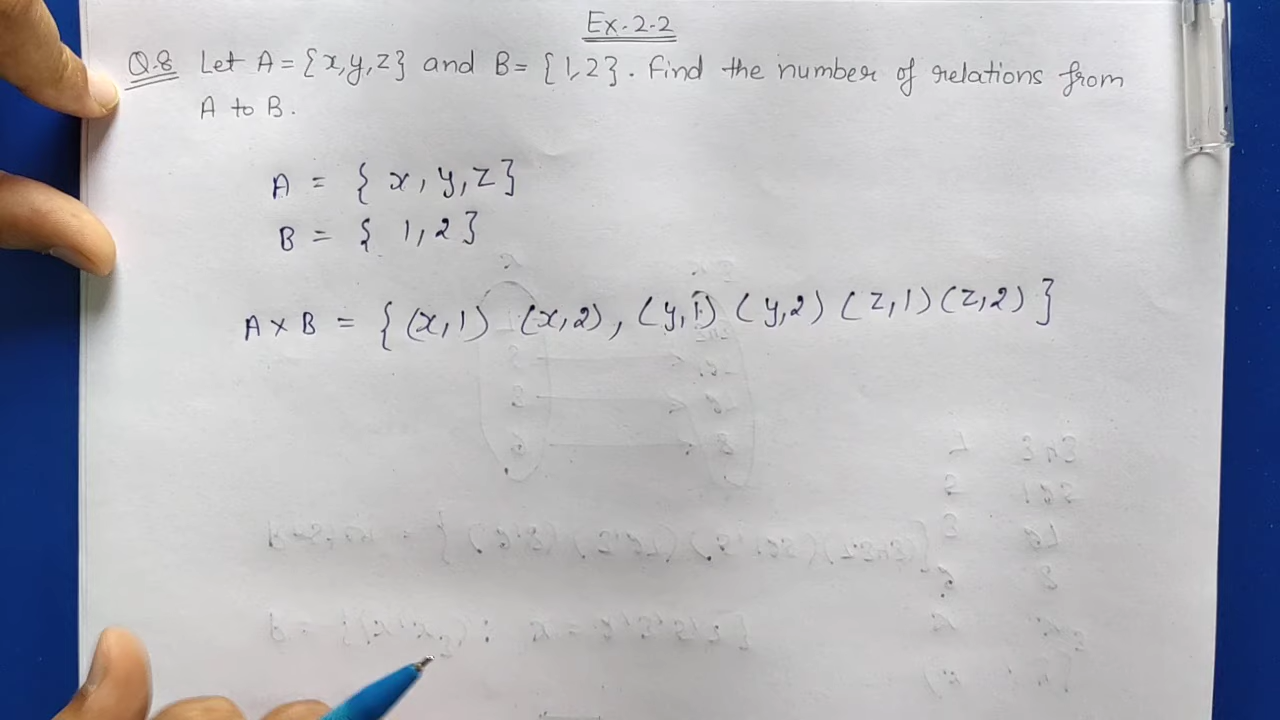 Ex-2-2
Q.8 Let A = {x,y,z} and B = {1,2}. Find the number of relations from
A to B.
A = { x, y, z}
B = { 1, 2}
A × B = { (x,1) (x,2), (y,1) (y,2) (z,1) (z,2) }